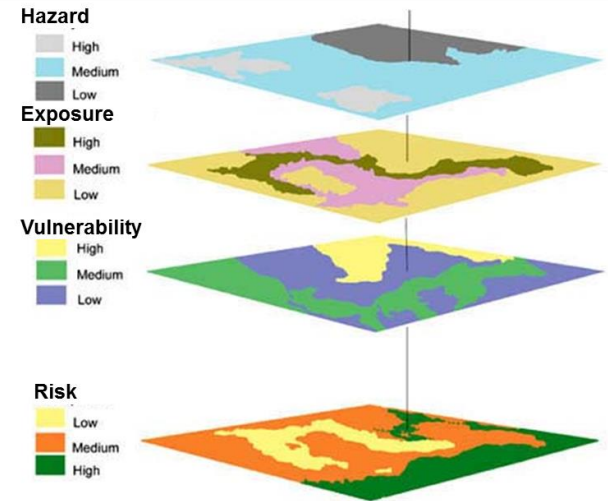 Hazard
High
Medium
Low
Exposure
High
Medium
Low
Vulnerability
High
Medium
Low
Risk
Low
Medium
High